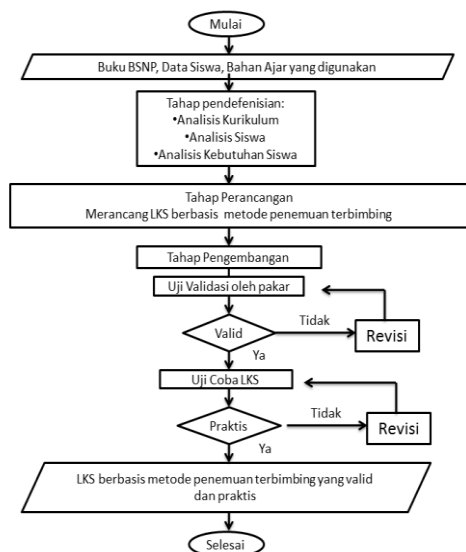 Mulai
Buku BSNP, Data Siswa, Bahan Ajar yang digunakan
Tahap pendefenisian:
•Analisis Kurikulum
•Analisis Siswa
•Analisis Kebutuhan Siswa
Tahap Perancangan
Merancang LKS berbasis metode penemuan terbimbing
Tahap Pengembangan
Uji Validasi oleh pakar
Valid
Tidak
Revisi
Ya
Uji Coba LKS
Praktis
Tidak
Revisi
Ya
LKS berbasis metode penemuan terbimbing yang valid
dan praktis
Selesai